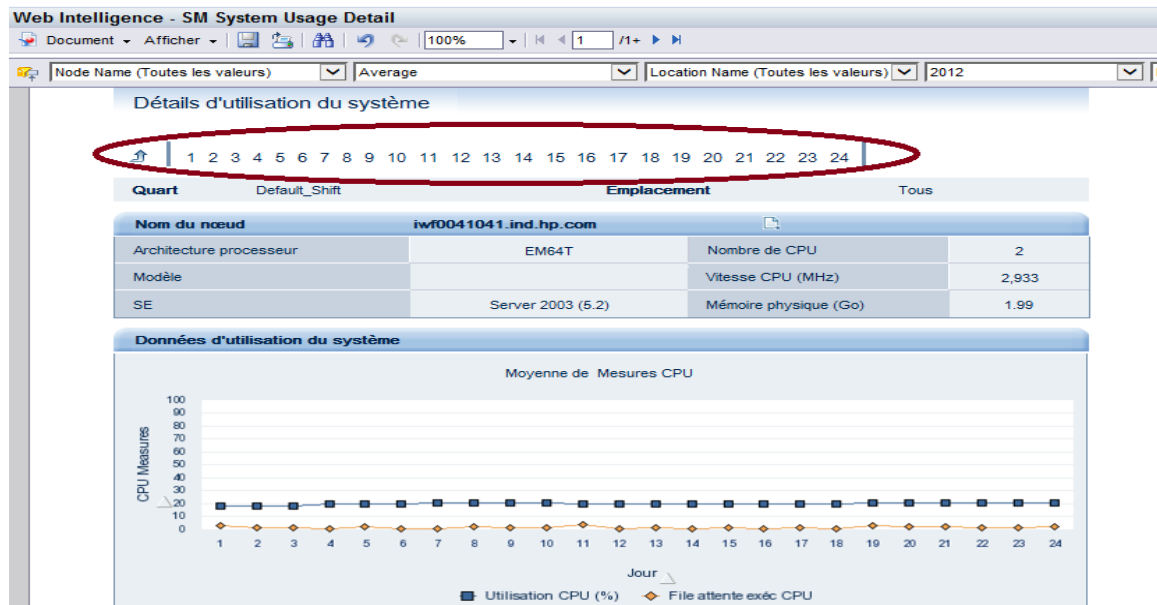 Web Intelligence - SM System Usage Detail
Document Afficher 100% 1 /1+
Node Name (Toutes les valeurs) Average Location Name (Toutes les valeurs) 2012
Détails d'utilisation du système
1 2 3 4 5 6 7 8 9 10 11 12 13 14 15 16 17 18 19 20 21 22 23 24
Quart Default_Shift Emplacement Tous
Nom du nœud iwf0041041.ind.hp.com
Architecture processeur EM64T Nombre de CPU 2
Modèle Vitesse CPU (MHz) 2,933
SE Server 2003 (5.2) Mémoire physique (Go) 1.99
Données d'utilisation du système
Moyenne de Mesures CPU
CPU Measures
100
90
80
70
60
50
40
30
20
10
0
1 2 3 4 5 6 7 8 9 10 11 12 13 14 15 16 17 18 19 20 21 22 23 24
Jour
Utilisation CPU (%) File attente exéc CPU